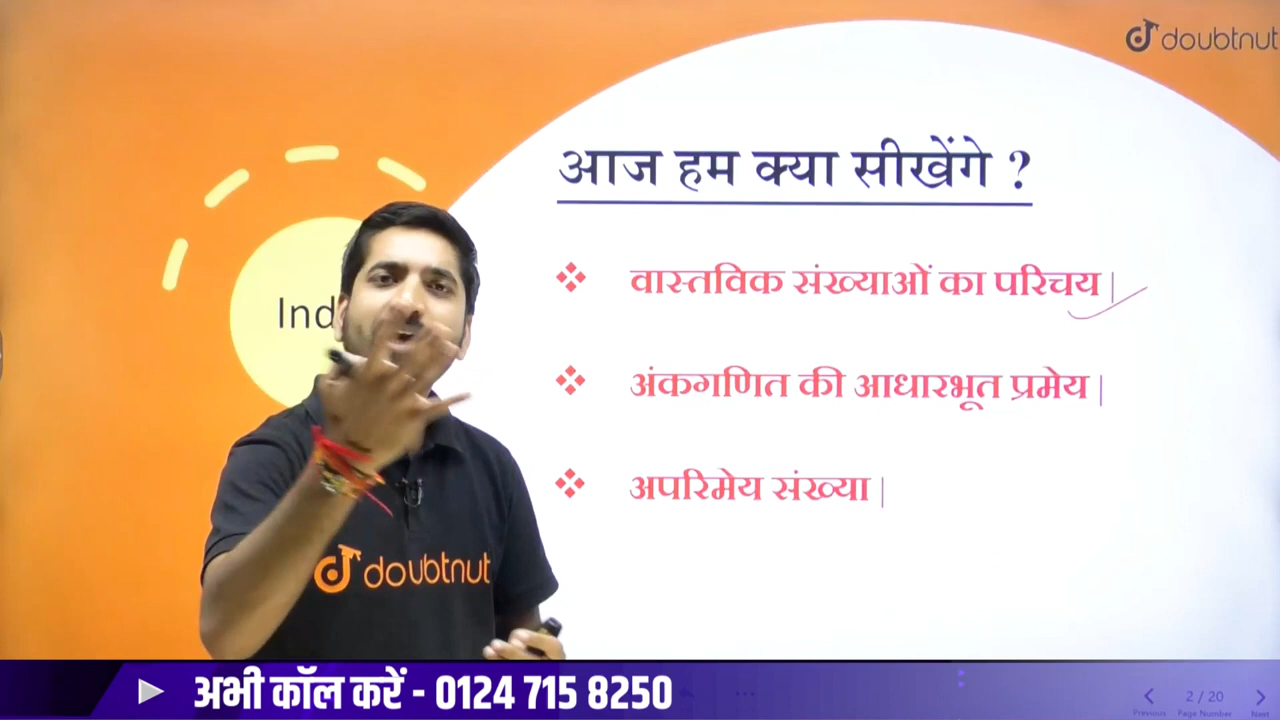 doubtnut
आज हम क्या सीखेंगे ?
❖ वास्तविक संख्याओं का परिचय |
Ind
❖ अंकगणित की आधारभूत प्रमेय |
❖ अपरिमेय संख्या |
doubtnut
अभी कॉल करें - 0124 715 8250
2 / 20
Previous Page Number Next